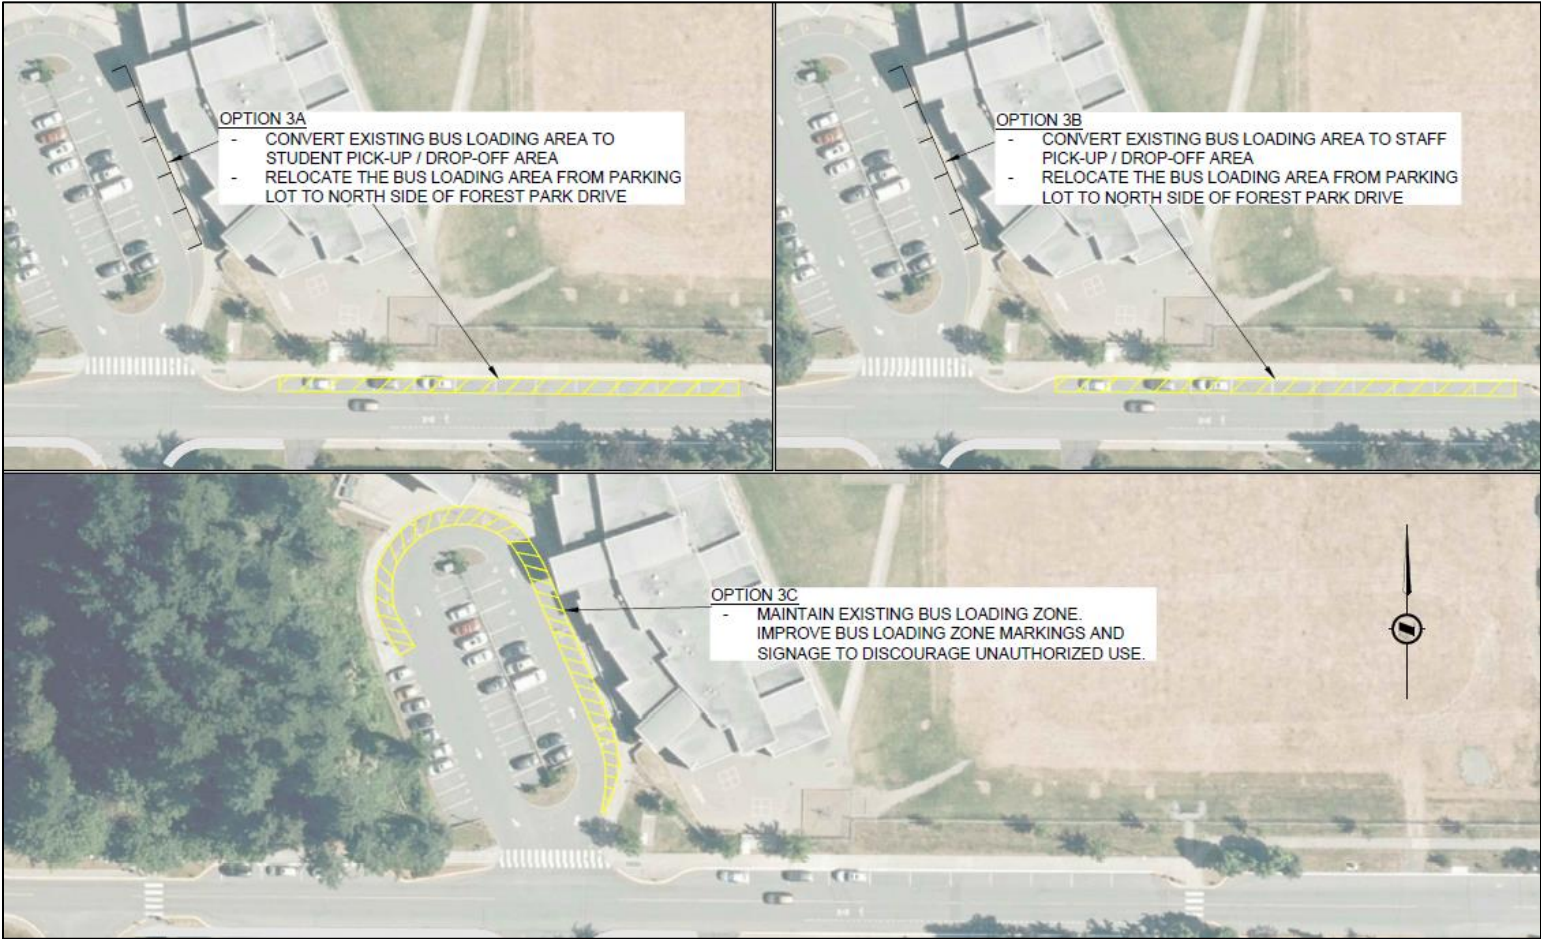 OPTION 3A
- CONVERT EXISTING BUS LOADING AREA TO
STUDENT PICK-UP / DROP-OFF AREA
- RELOCATE THE BUS LOADING AREA FROM PARKING
LOT TO NORTH SIDE OF FOREST PARK DRIVE
OPTION 3B
- CONVERT EXISTING BUS LOADING AREA TO STAFF
PICK-UP / DROP-OFF AREA
- RELOCATE THE BUS LOADING AREA FROM PARKING
LOT TO NORTH SIDE OF FOREST PARK DRIVE
OPTION 3C
- MAINTAIN EXISTING BUS LOADING ZONE.
IMPROVE BUS LOADING ZONE MARKINGS AND
SIGNAGE TO DISCOURAGE UNAUTHORIZED USE.